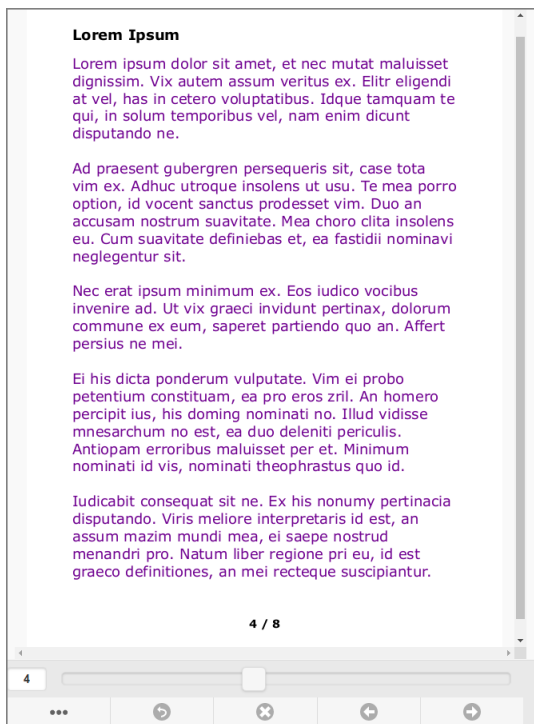 Lorem Ipsum
Lorem ipsum dolor sit amet, et nec mutat maluisset
dignissim. Vix autem assum veritus ex. Elitr eligendi
at vel, has in cetero voluptatibus. Idque tamquam te
qui, in solum temporibus vel, nam enim dicunt
disputando ne.
Ad praesent gubergren persequeris sit, case tota
vim ex. Adhuc utroque insolens ut usu. Te mea porro
option, id vocent sanctus prodesset vim. Duo an
accusam nostrum suavitate. Mea choro clita insolens
eu. Cum suavitate definiebas et, ea fastidii nominavi
neglegentur sit.
Nec erat ipsum minimum ex. Eos iudico vocibus
invenire ad. Ut vix graeci invidunt pertinax, dolorum
commune ex eum, saperet partiendo quo an. Affert
persius ne mei.
Ei his dicta ponderum vulputate. Vim ei probo
petentium constituam, ea pro eros zril. An homero
percipit ius, his doming nominati no. Illud vidisse
mnesarchum no est, ea duo deleniti periculis.
Antiopam erroribus maluisset per et. Minimum
nominati id vis, nominati theophrastus quo id.
Iudicabit consequat sit ne. Ex his nonumy pertinacia
disputando. Viris meliore interpretaris id est, an
assum mazim mundi mea, ei saepe nostrud
menandri pro. Natum liber regione pri eu, id est
graeco definitiones, an mei recteque suscipiantur.
4 / 8
4